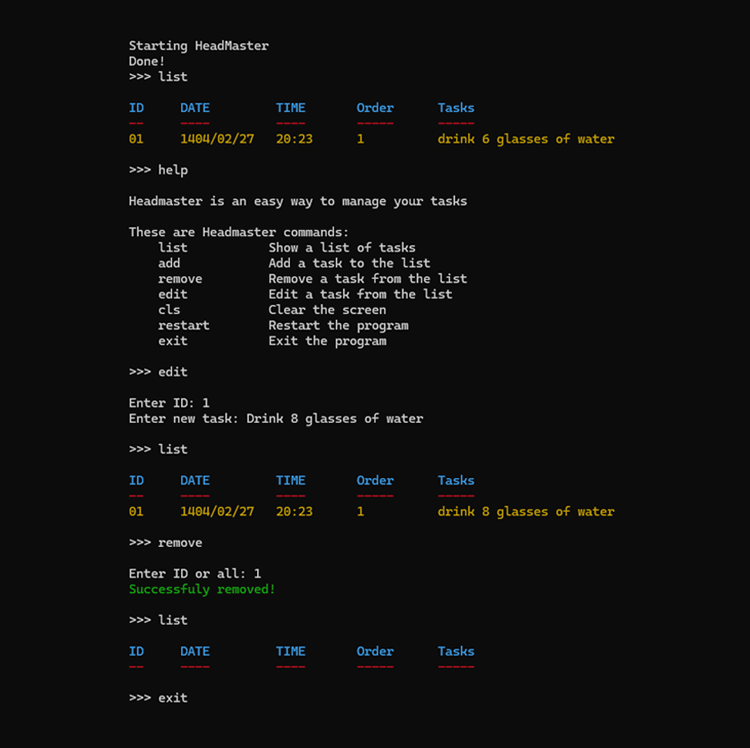 Starting HeadMaster
Done!
>>> list
ID DATE TIME Order Tasks
-- ---- ---- ----- -----
01 1404/02/27 20:23 1 drink 6 glasses of water
>>> help
Headmaster is an easy way to manage your tasks
These are Headmaster commands:
list Show a list of tasks
add Add a task to the list
remove Remove a task from the list
edit Edit a task from the list
cls Clear the screen
restart Restart the program
exit Exit the program
>>> edit
Enter ID: 1
Enter new task: Drink 8 glasses of water
>>> list
ID DATE TIME Order Tasks
-- ---- ---- ----- -----
01 1404/02/27 20:23 1 drink 8 glasses of water
>>> remove
Enter ID or all: 1
Successfuly removed!
>>> list
ID DATE TIME Order Tasks
-- ---- ---- ----- -----
>>> exit